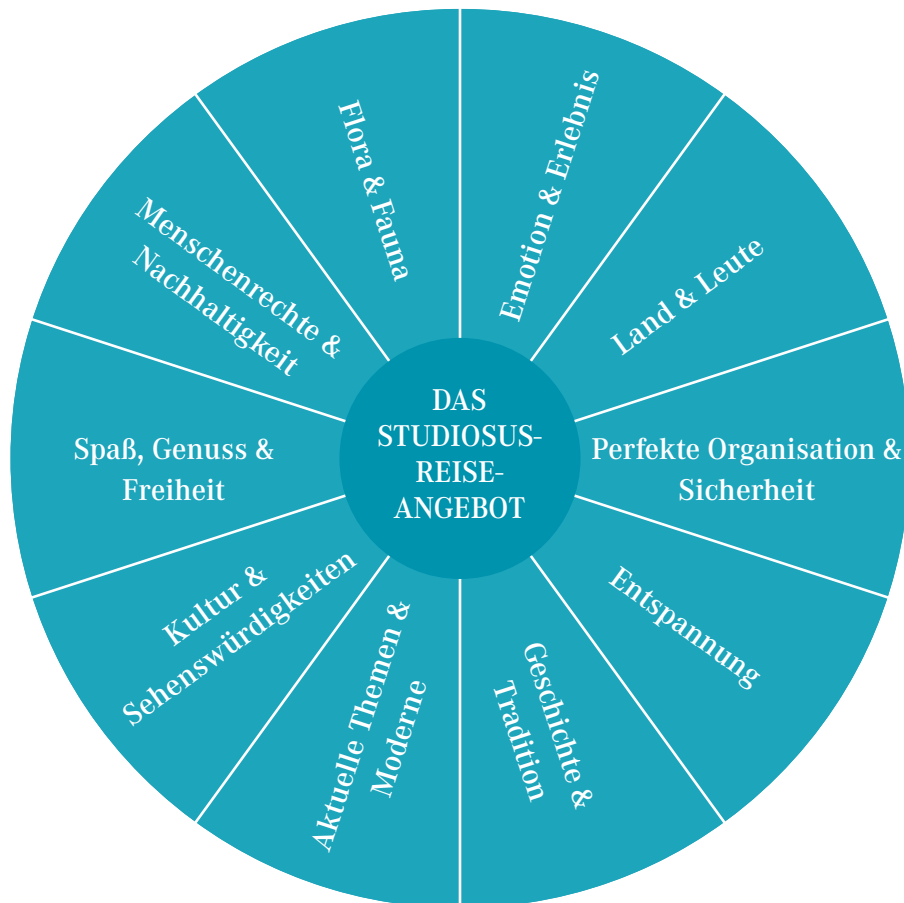 DAS
STUDIOSUS-
REISE-
ANGEBOT
Emotion & Erlebnis
Land & Leute
Perfekte Organisation &
Sicherheit
Entspannung
Geschichte &
Tradition
Aktuelle Themen &
Moderne
Kultur &
Sehenswürdigkeiten
Spaß, Genuss &
Freiheit
Menschenrechte &
Nachhaltigkeit
Flora & Fauna